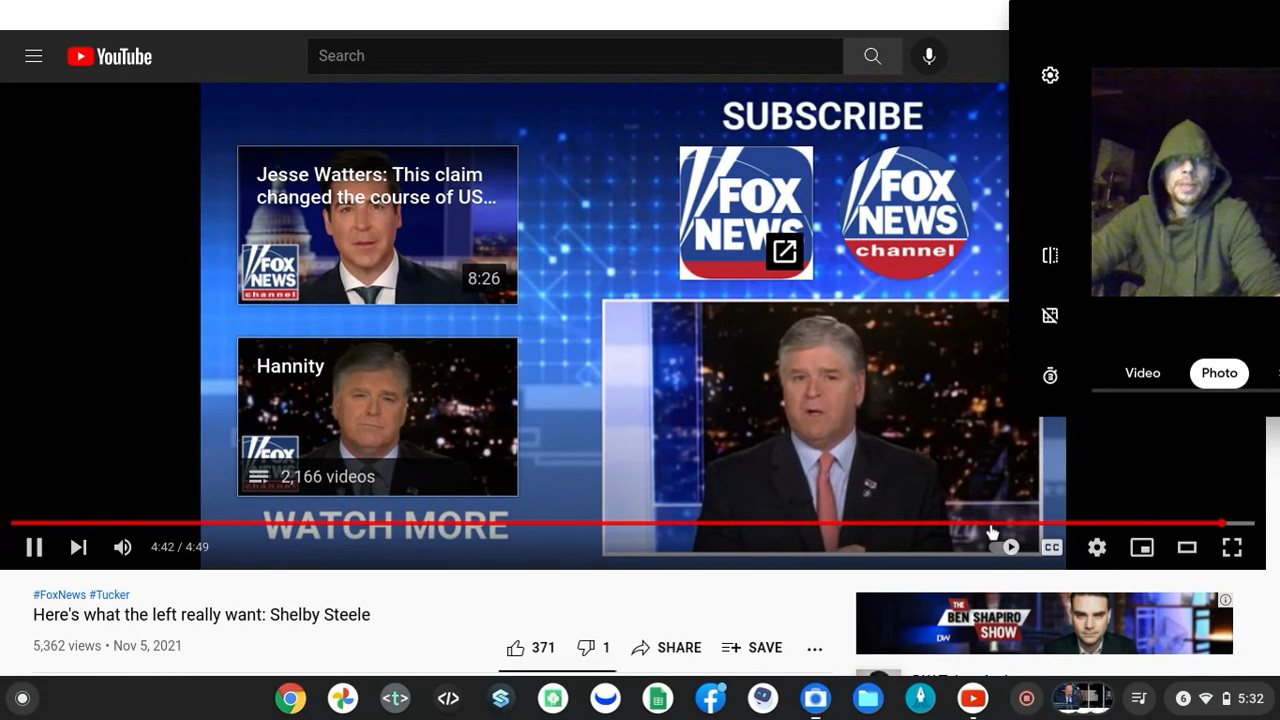 YouTube
Search
SUBSCRIBE
Jesse Watters: This claim
changed the course of US...
FOX
NEWS
channel
8:26
FOX
NEWS
FOX
NEWS
channel
Hannity
2,166 videos
WATCH MORE
Video
Photo
4:42 / 4:49
CC
#FoxNews #Tucker
Here's what the left really want: Shelby Steele
5,362 views • Nov 5, 2021
371
1
SHARE
SAVE
THE
BEN SHAPIRO
SHOW
DW
<t>
</>
6
5:32